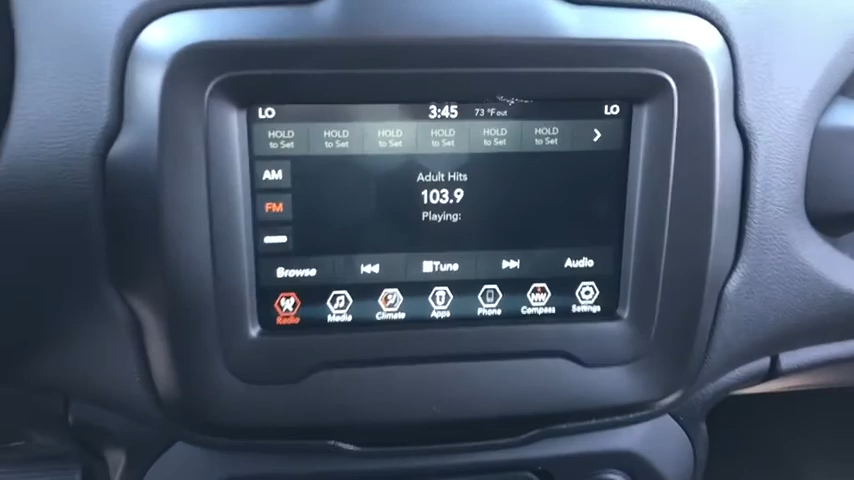 LO 3:45 73 °F out LO
HOLD to Set HOLD to Set HOLD to Set HOLD to Set HOLD to Set HOLD to Set >
AM
Adult Hits
103.9
FM
Playing:
Browse Tune Audio
Radio Media Climate Apps Phone NW Compass Settings